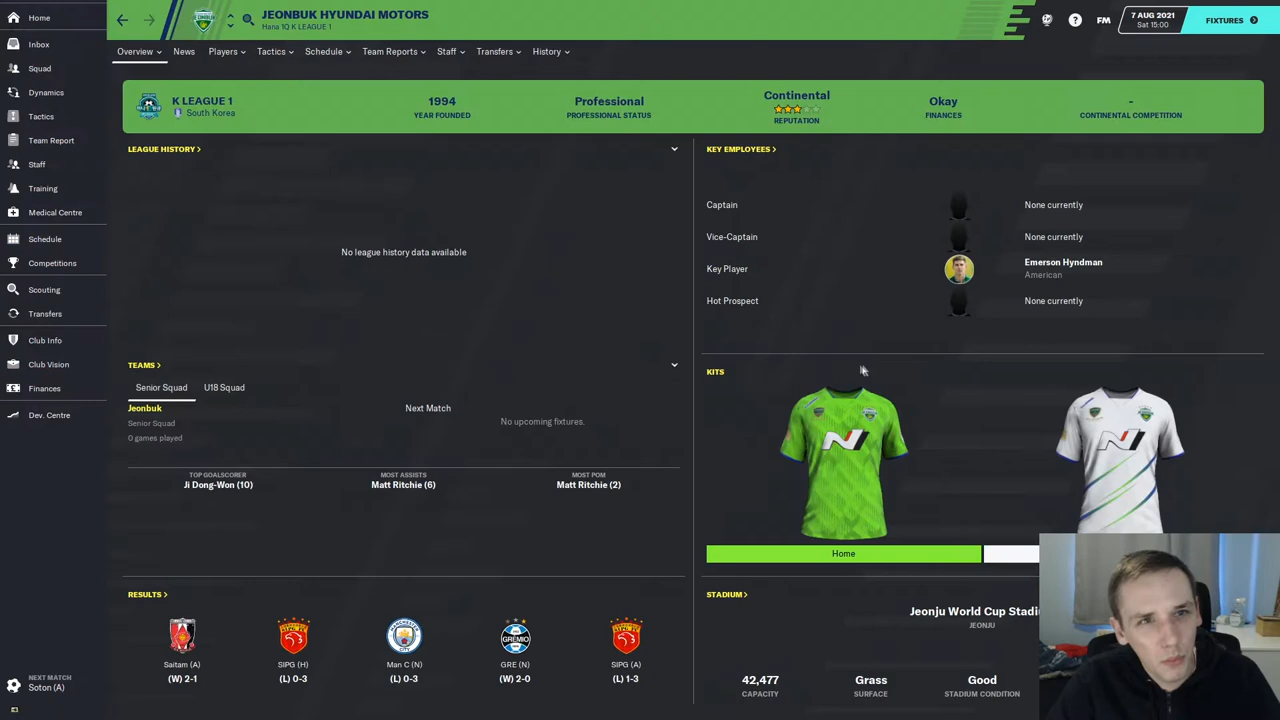 Home
JEONBUK HYUNDAI MOTORS
Hana 1Q K LEAGUE 1
FM
7 AUG 2021
Sat 15:00
FIXTURES
Overview
News
Players
Tactics
Schedule
Team Reports
Staff
Transfers
History
Inbox
Squad
Dynamics
Tactics
Team Report
Staff
Training
Medical Centre
Schedule
Competitions
Scouting
Transfers
Club Info
Club Vision
Finances
Dev. Centre
NEXT MATCH
Soton (A)
K LEAGUE 1
South Korea
1994
YEAR FOUNDED
Professional
PROFESSIONAL STATUS
Continental
REPUTATION
Okay
FINANCES
-
CONTINENTAL COMPETITION
LEAGUE HISTORY >
No league history data available
TEAMS >
Senior Squad
U18 Squad
Jeonbuk
Senior Squad
0 games played
Next Match
No upcoming fixtures.
TOP GOALSCORER
Ji Dong-Won (10)
MOST ASSISTS
Matt Ritchie (6)
MOST POM
Matt Ritchie (2)
RESULTS >
Saitam (A)
(W) 2-1
SIPG (H)
(L) 0-3
Man C (N)
(L) 0-3
GRE (N)
(W) 2-0
SIPG (A)
(L) 1-3
KEY EMPLOYEES >
Captain
None currently
Vice-Captain
None currently
Key Player
Emerson Hyndman
American
Hot Prospect
None currently
KITS
Home
STADIUM >
Jeonju World Cup Stadi
JEONJU
42,477
CAPACITY
Grass
SURFACE
Good
STADIUM CONDITION